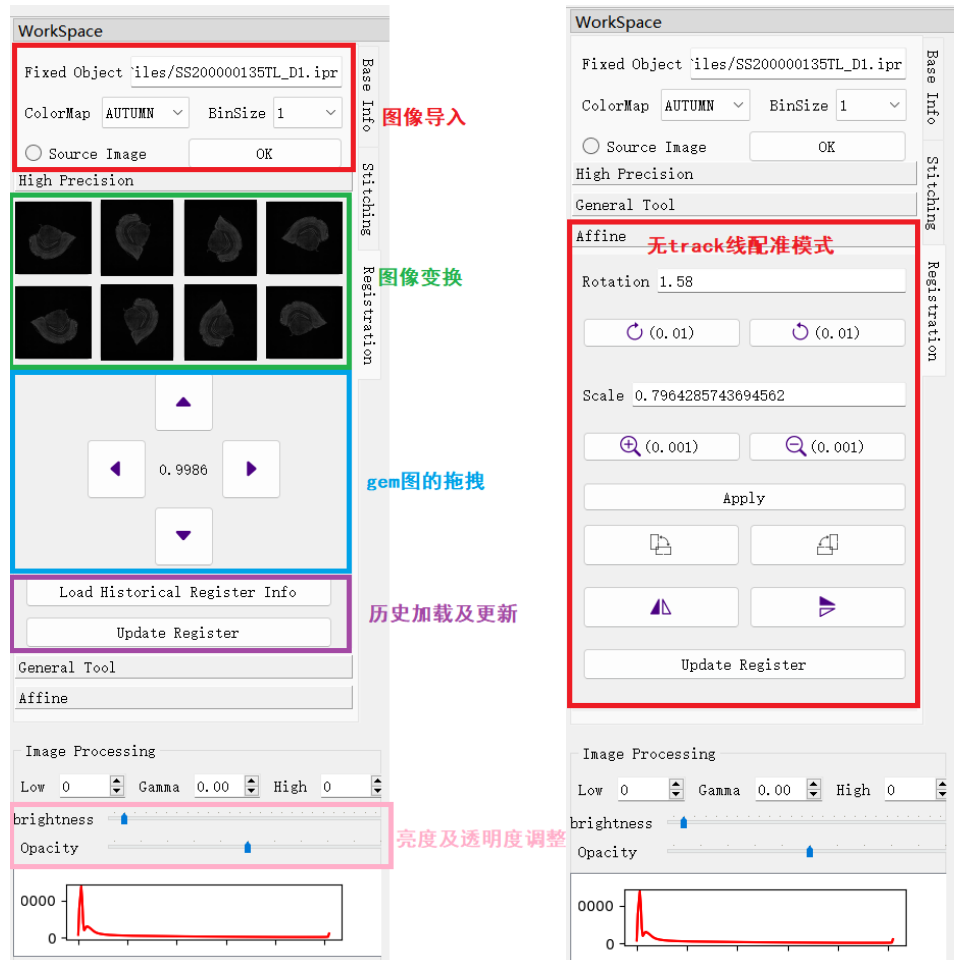 WorkSpace
Fixed Object iles/SS200000135TL_D1.ipr
ColorMap AUTUMN BinSize 1
图像导入
Source Image OK
High Precision
图像变换
0.9986
gem图的拖拽
Load Historical Register Info
历史加载及更新
Update Register
General Tool
Affine
Image Processing
Low 0 Gamma 0.00 High 0
brightness
亮度及透明度调整
Opacity
0000
0
Base Info
Stitching
Registration
WorkSpace
Fixed Object iles/SS200000135TL_D1.ipr
ColorMap AUTUMN BinSize 1
Source Image OK
High Precision
General Tool
Affine
无track线配准模式
Rotation 1.58
(0.01) (0.01)
Scale 0.7964285743694562
(0.001) (0.001)
Apply
Update Register
Image Processing
Low 0 Gamma 0.00 High 0
brightness
Opacity
0000
0
Base Info
Stitching
Registration